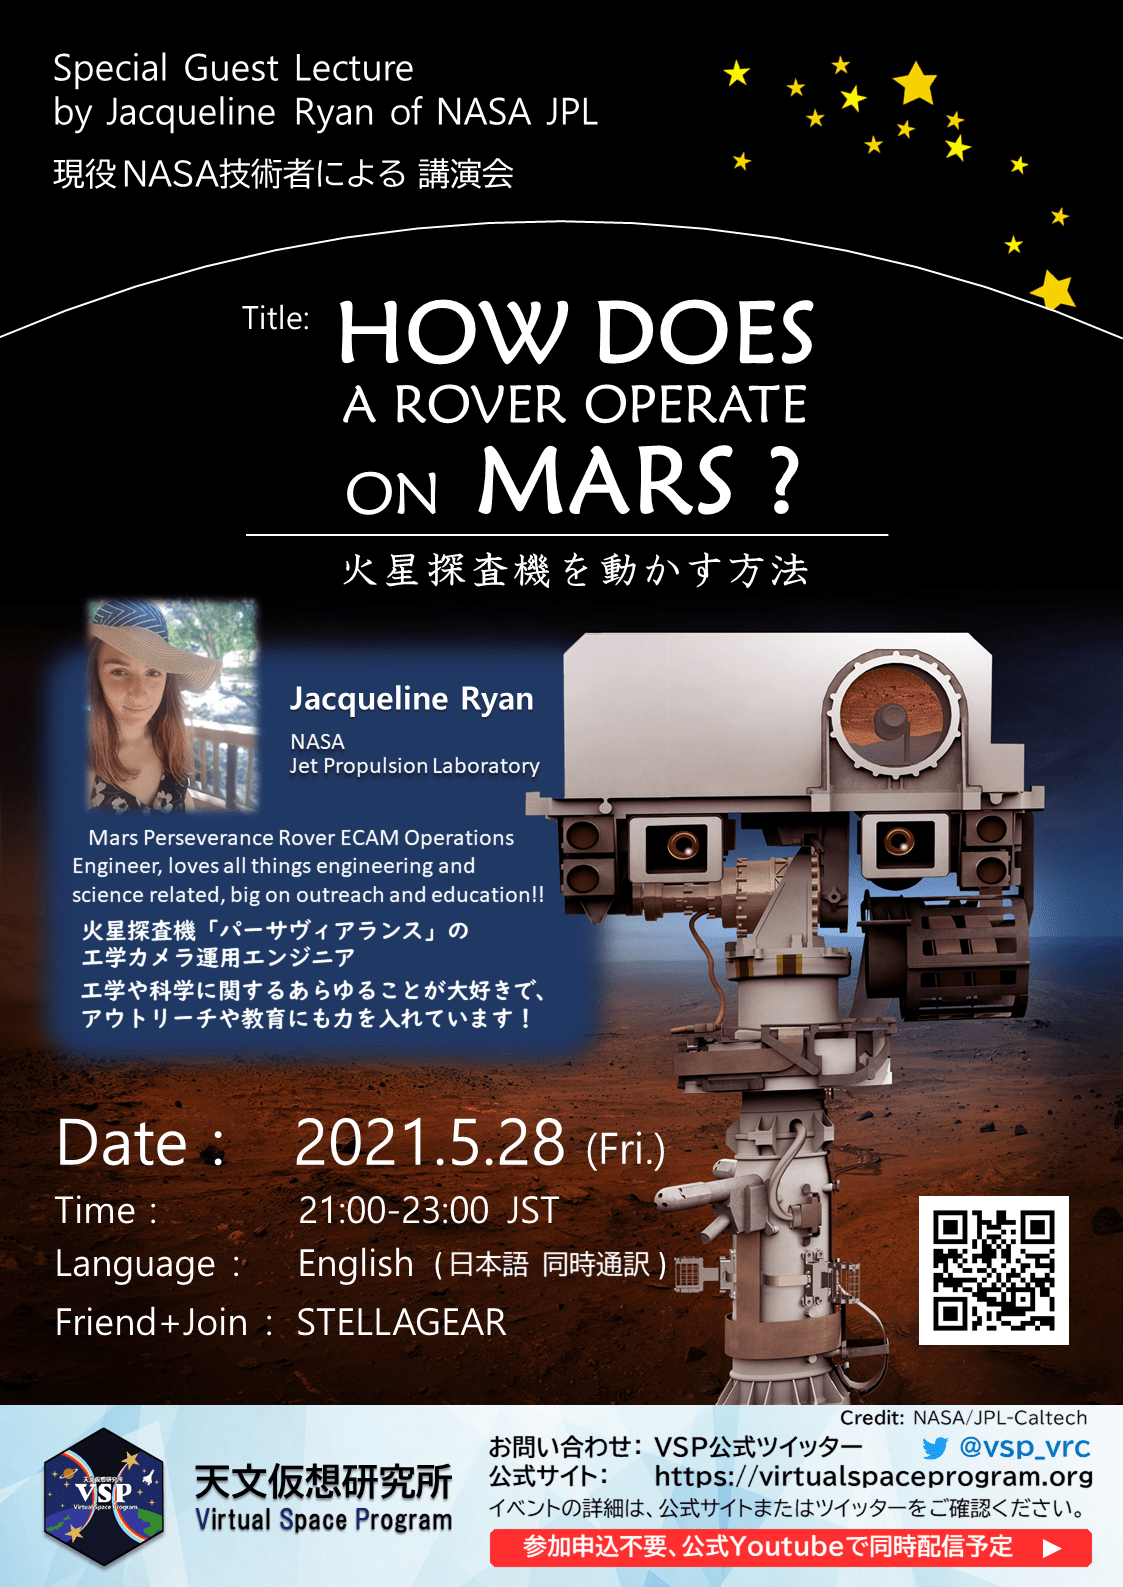 Special Guest Lecture
by Jacqueline Ryan of NASA JPL
現役NASA技術者による 講演会
Title:
HOW DOES
A ROVER OPERATE
ON MARS ?
火星探査機を動かす方法
Jacqueline Ryan
NASA
Jet Propulsion Laboratory
Mars Perseverance Rover ECAM Operations
Engineer, loves all things engineering and
science related, big on outreach and education!!
火星探査機「パーサヴィアランス」の
工学カメラ運用エンジニア
工学や科学に関するあらゆることが大好きで、
アウトリーチや教育にも力を入れています！
Date : 2021.5.28 (Fri.)
Time : 21:00-23:00 JST
Language : English (日本語 同時通訳)
Friend+Join : STELLAGEAR
Credit: NASA/JPL-Caltech
天文仮想研究所
VSP
Virtual Space Program
天文仮想研究所
Virtual Space Program
お問い合わせ： VSP公式ツイッター @vsp_vrc
公式サイト： https://virtualspaceprogram.org
イベントの詳細は、公式サイトまたはツイッターをご確認ください。
参加申込不要、公式Youtubeで同時配信予定